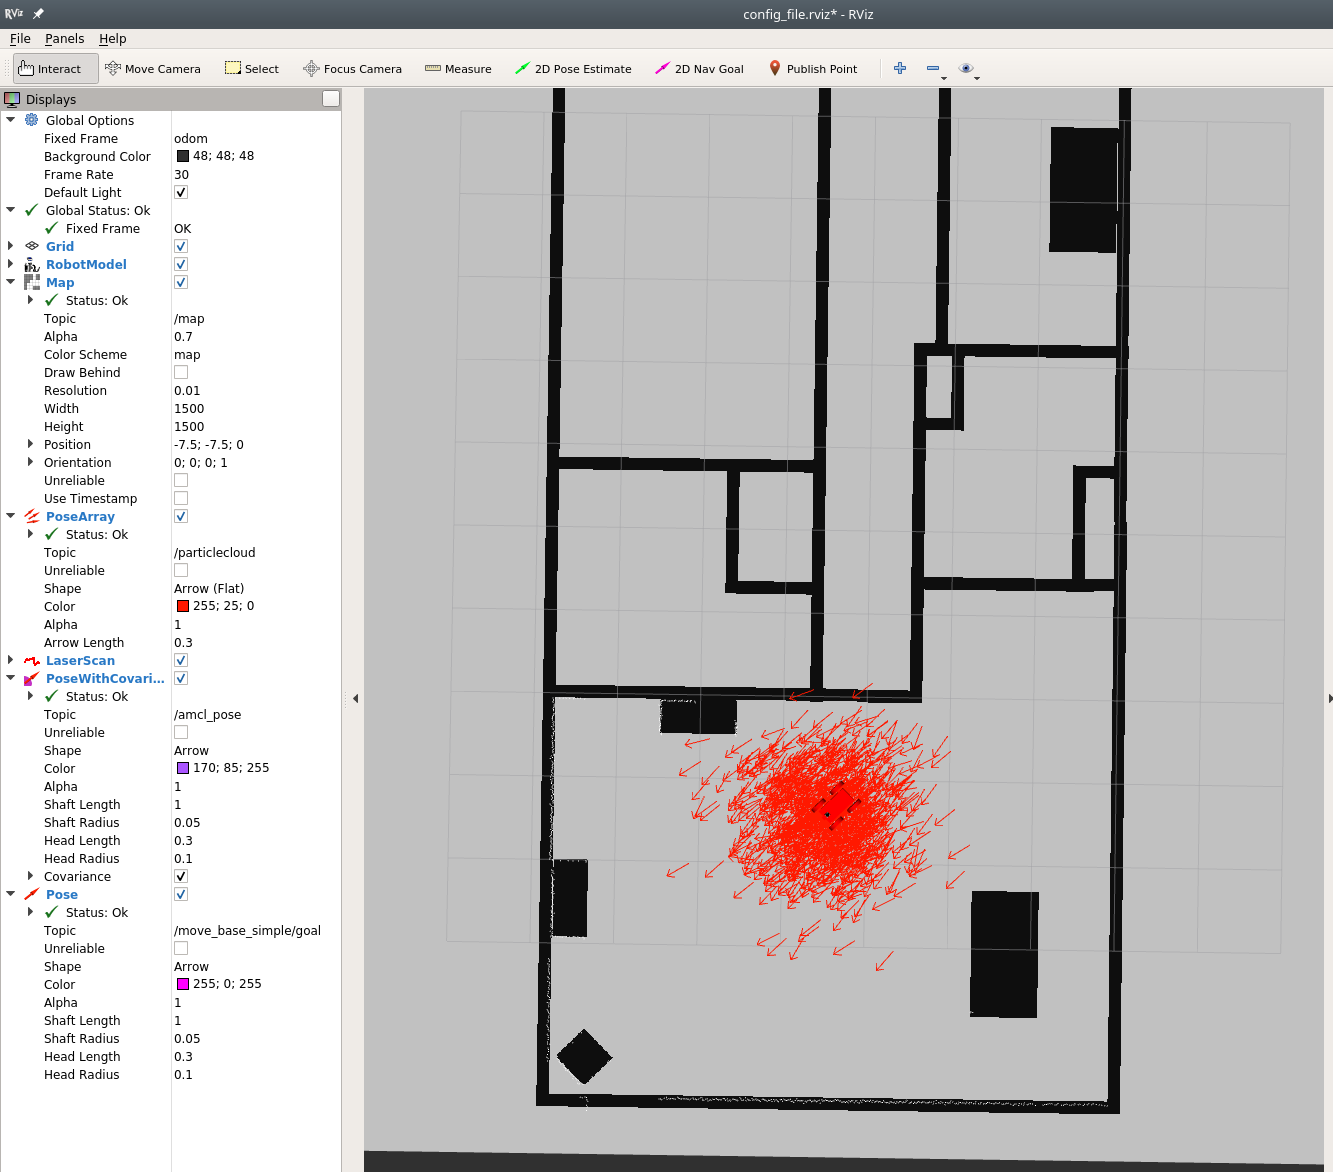 RViz
config_file.rviz* - RViz
File Panels Help
Interact Move Camera Select Focus Camera Measure 2D Pose Estimate 2D Nav Goal Publish Point
Displays
Global Options
Fixed Frame odom
Background Color 48; 48; 48
Frame Rate 30
Default Light
Global Status: Ok
Fixed Frame OK
Grid
RobotModel
Map
Status: Ok
Topic /map
Alpha 0.7
Color Scheme map
Draw Behind
Resolution 0.01
Width 1500
Height 1500
Position -7.5; -7.5; 0
Orientation 0; 0; 0; 1
Unreliable
Use Timestamp
PoseArray
Status: Ok
Topic /particlecloud
Unreliable
Shape Arrow (Flat)
Color 255; 25; 0
Alpha 1
Arrow Length 0.3
LaserScan
PoseWithCovari...
Status: Ok
Topic /amcl_pose
Unreliable
Shape Arrow
Color 170; 85; 255
Alpha 1
Shaft Length 1
Shaft Radius 0.05
Head Length 0.3
Head Radius 0.1
Covariance
Pose
Status: Ok
Topic /move_base_simple/goal
Unreliable
Shape Arrow
Color 255; 0; 255
Alpha 1
Shaft Length 1
Shaft Radius 0.05
Head Length 0.3
Head Radius 0.1